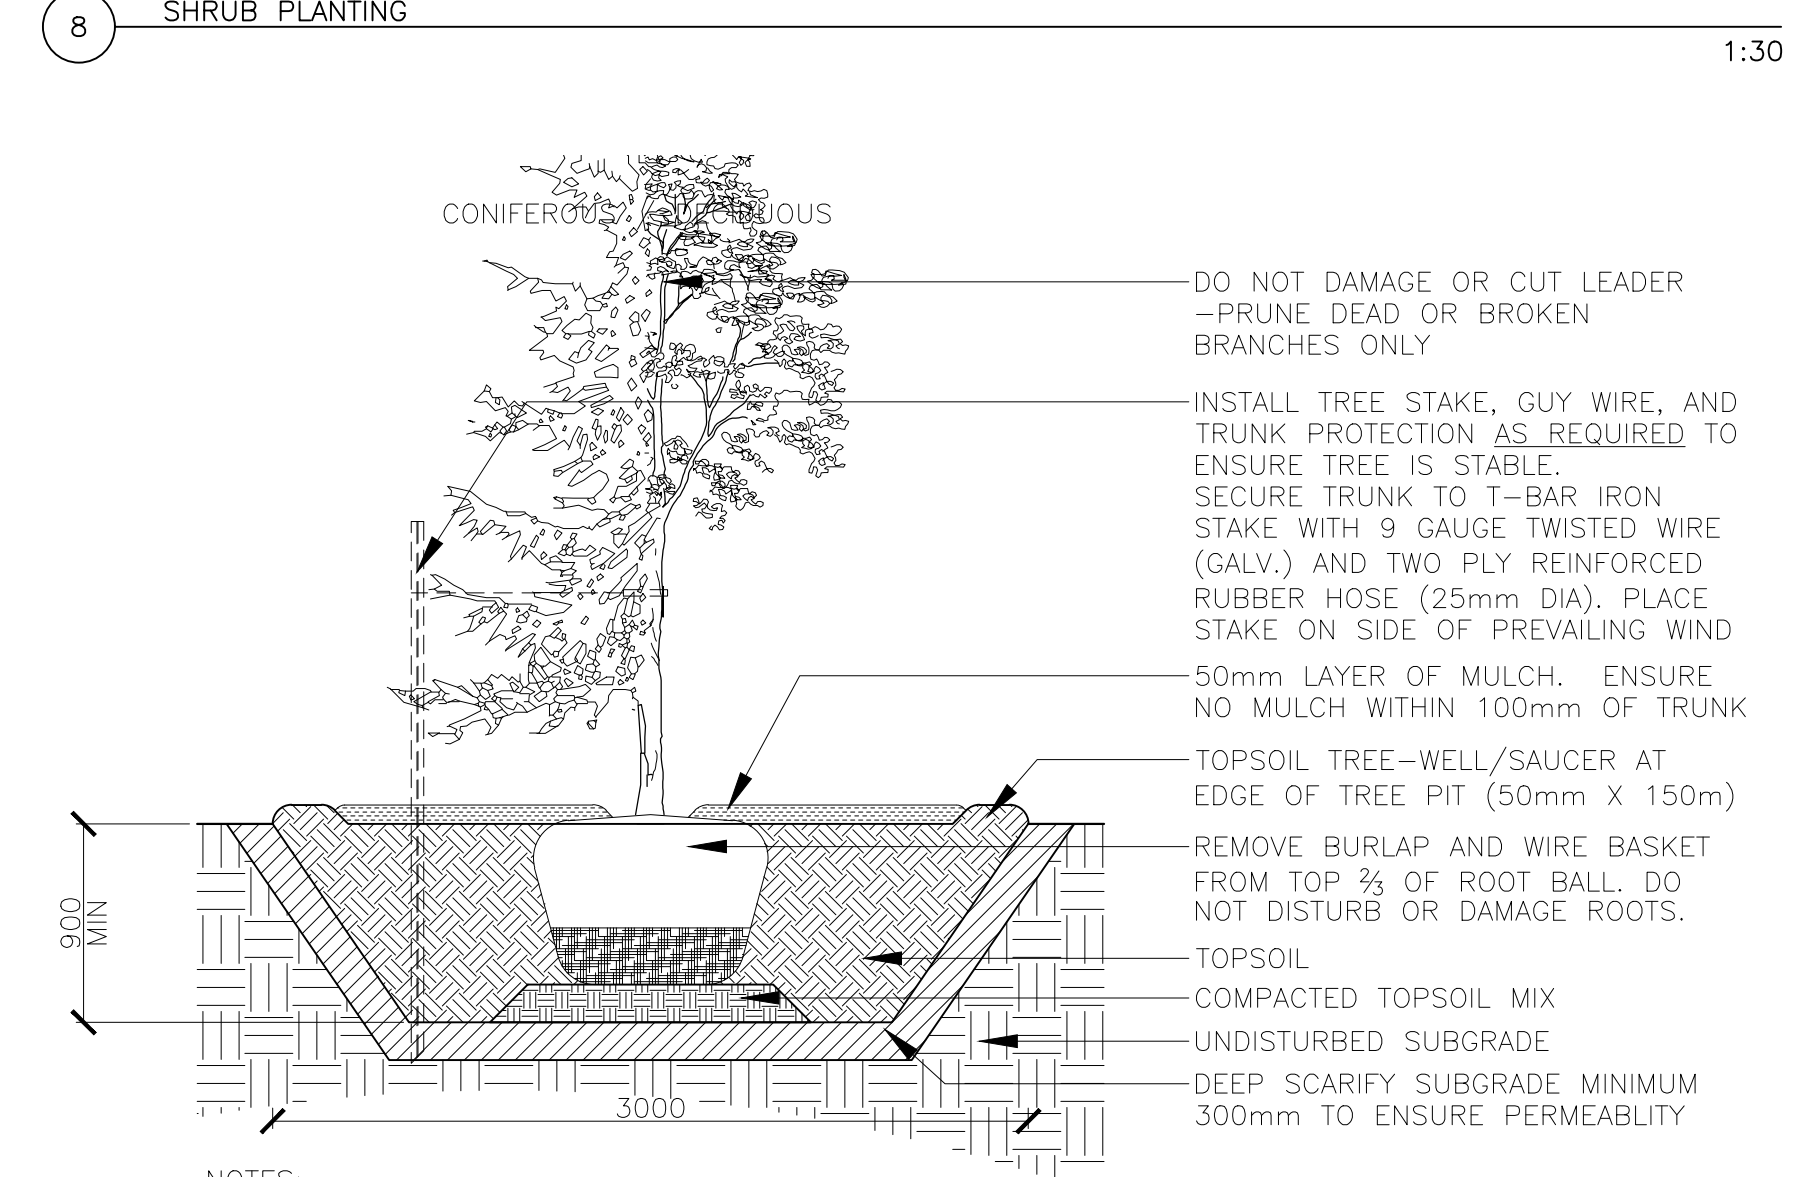 8
SHRUB PLANTING
1:30
CONIFEROUS DECIDUOUS
DO NOT DAMAGE OR CUT LEADER
-PRUNE DEAD OR BROKEN
BRANCHES ONLY
INSTALL TREE STAKE, GUY WIRE, AND
TRUNK PROTECTION AS REQUIRED TO
ENSURE TREE IS STABLE.
SECURE TRUNK TO T-BAR IRON
STAKE WITH 9 GAUGE TWISTED WIRE
(GALV.) AND TWO PLY REINFORCED
RUBBER HOSE (25mm DIA). PLACE
STAKE ON SIDE OF PREVAILING WIND
50mm LAYER OF MULCH. ENSURE
NO MULCH WITHIN 100mm OF TRUNK
TOPSOIL TREE-WELL/SAUCER AT
EDGE OF TREE PIT (50mm X 150m)
REMOVE BURLAP AND WIRE BASKET
FROM TOP ⅔ OF ROOT BALL. DO
NOT DISTURB OR DAMAGE ROOTS.
900
MIN
TOPSOIL
COMPACTED TOPSOIL MIX
UNDISTURBED SUBGRADE
DEEP SCARIFY SUBGRADE MINIMUM
300mm TO ENSURE PERMEABLITY
3000
NOTES: